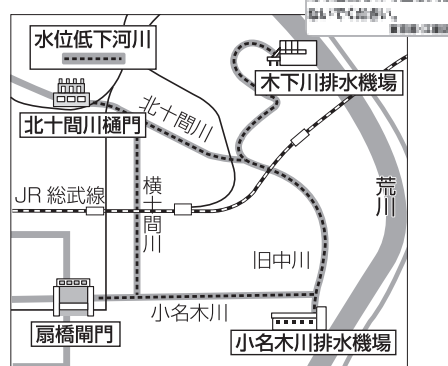 水位低下河川
木下川排水機場
北十間川樋門
北十間川
JR 総武線
横十間川
荒川
旧中川
小名木川
扇橋閘門
小名木川排水機場